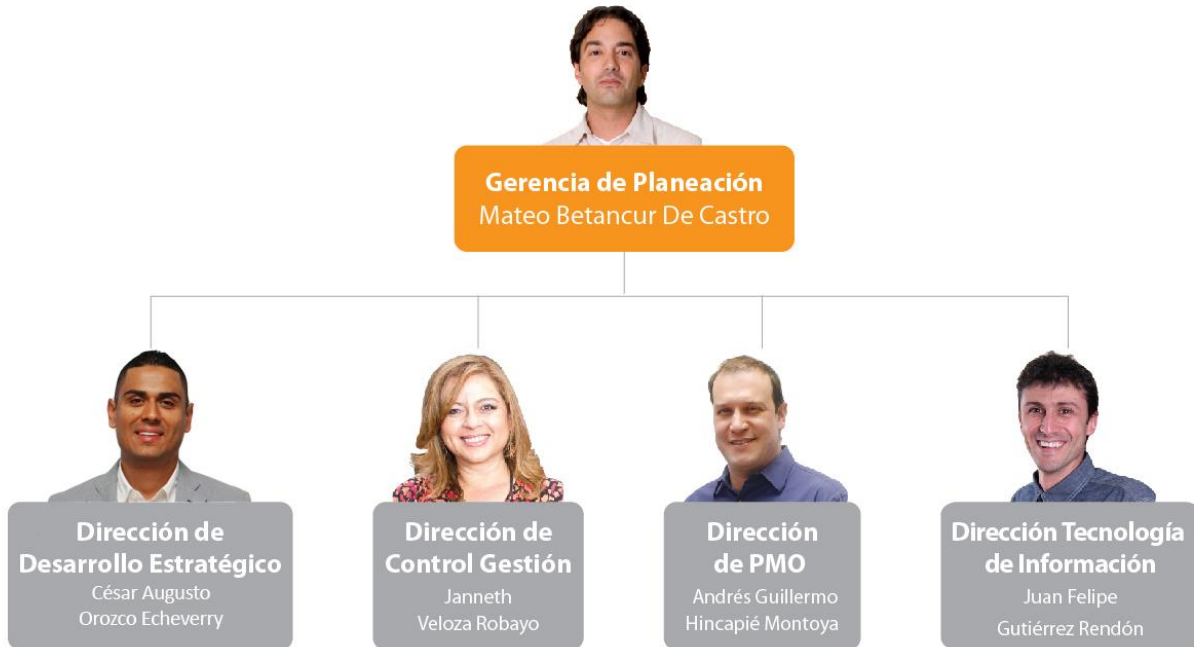 Gerencia de Planeación
Mateo Betancur De Castro
Dirección de
Desarrollo Estratégico
César Augusto
Orozco Echeverry
Dirección de
Control Gestión
Janneth
Veloza Robayo
Dirección
de PMO
Andrés Guillermo
Hincapié Montoya
Dirección Tecnología
de Información
Juan Felipe
Gutiérrez Rendón